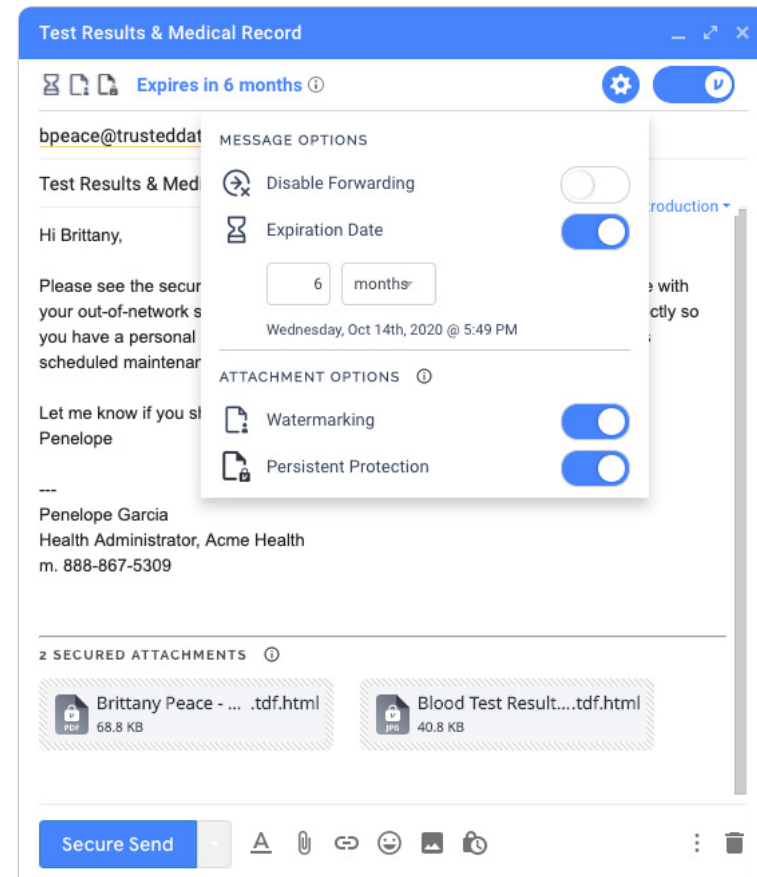 Test Results & Medical Record
Expires in 6 months
bpeace@trusteddat
MESSAGE OPTIONS
Test Results & Medi
Disable Forwarding
roduction
Hi Brittany,
Expiration Date
Please see the secur
6 months
e with
your out-of-network s
ctly so
you have a personal
Wednesday, Oct 14th, 2020 @ 5:49 PM
scheduled maintenan
ATTACHMENT OPTIONS
Let me know if you sh
Watermarking
Penelope
Persistent Protection
---
Penelope Garcia
Health Administrator, Acme Health
m. 888-867-5309
2 SECURED ATTACHMENTS
Brittany Peace - ... .tdf.html
PDF 68.8 KB
Blood Test Result....tdf.html
JPG 40.8 KB
Secure Send